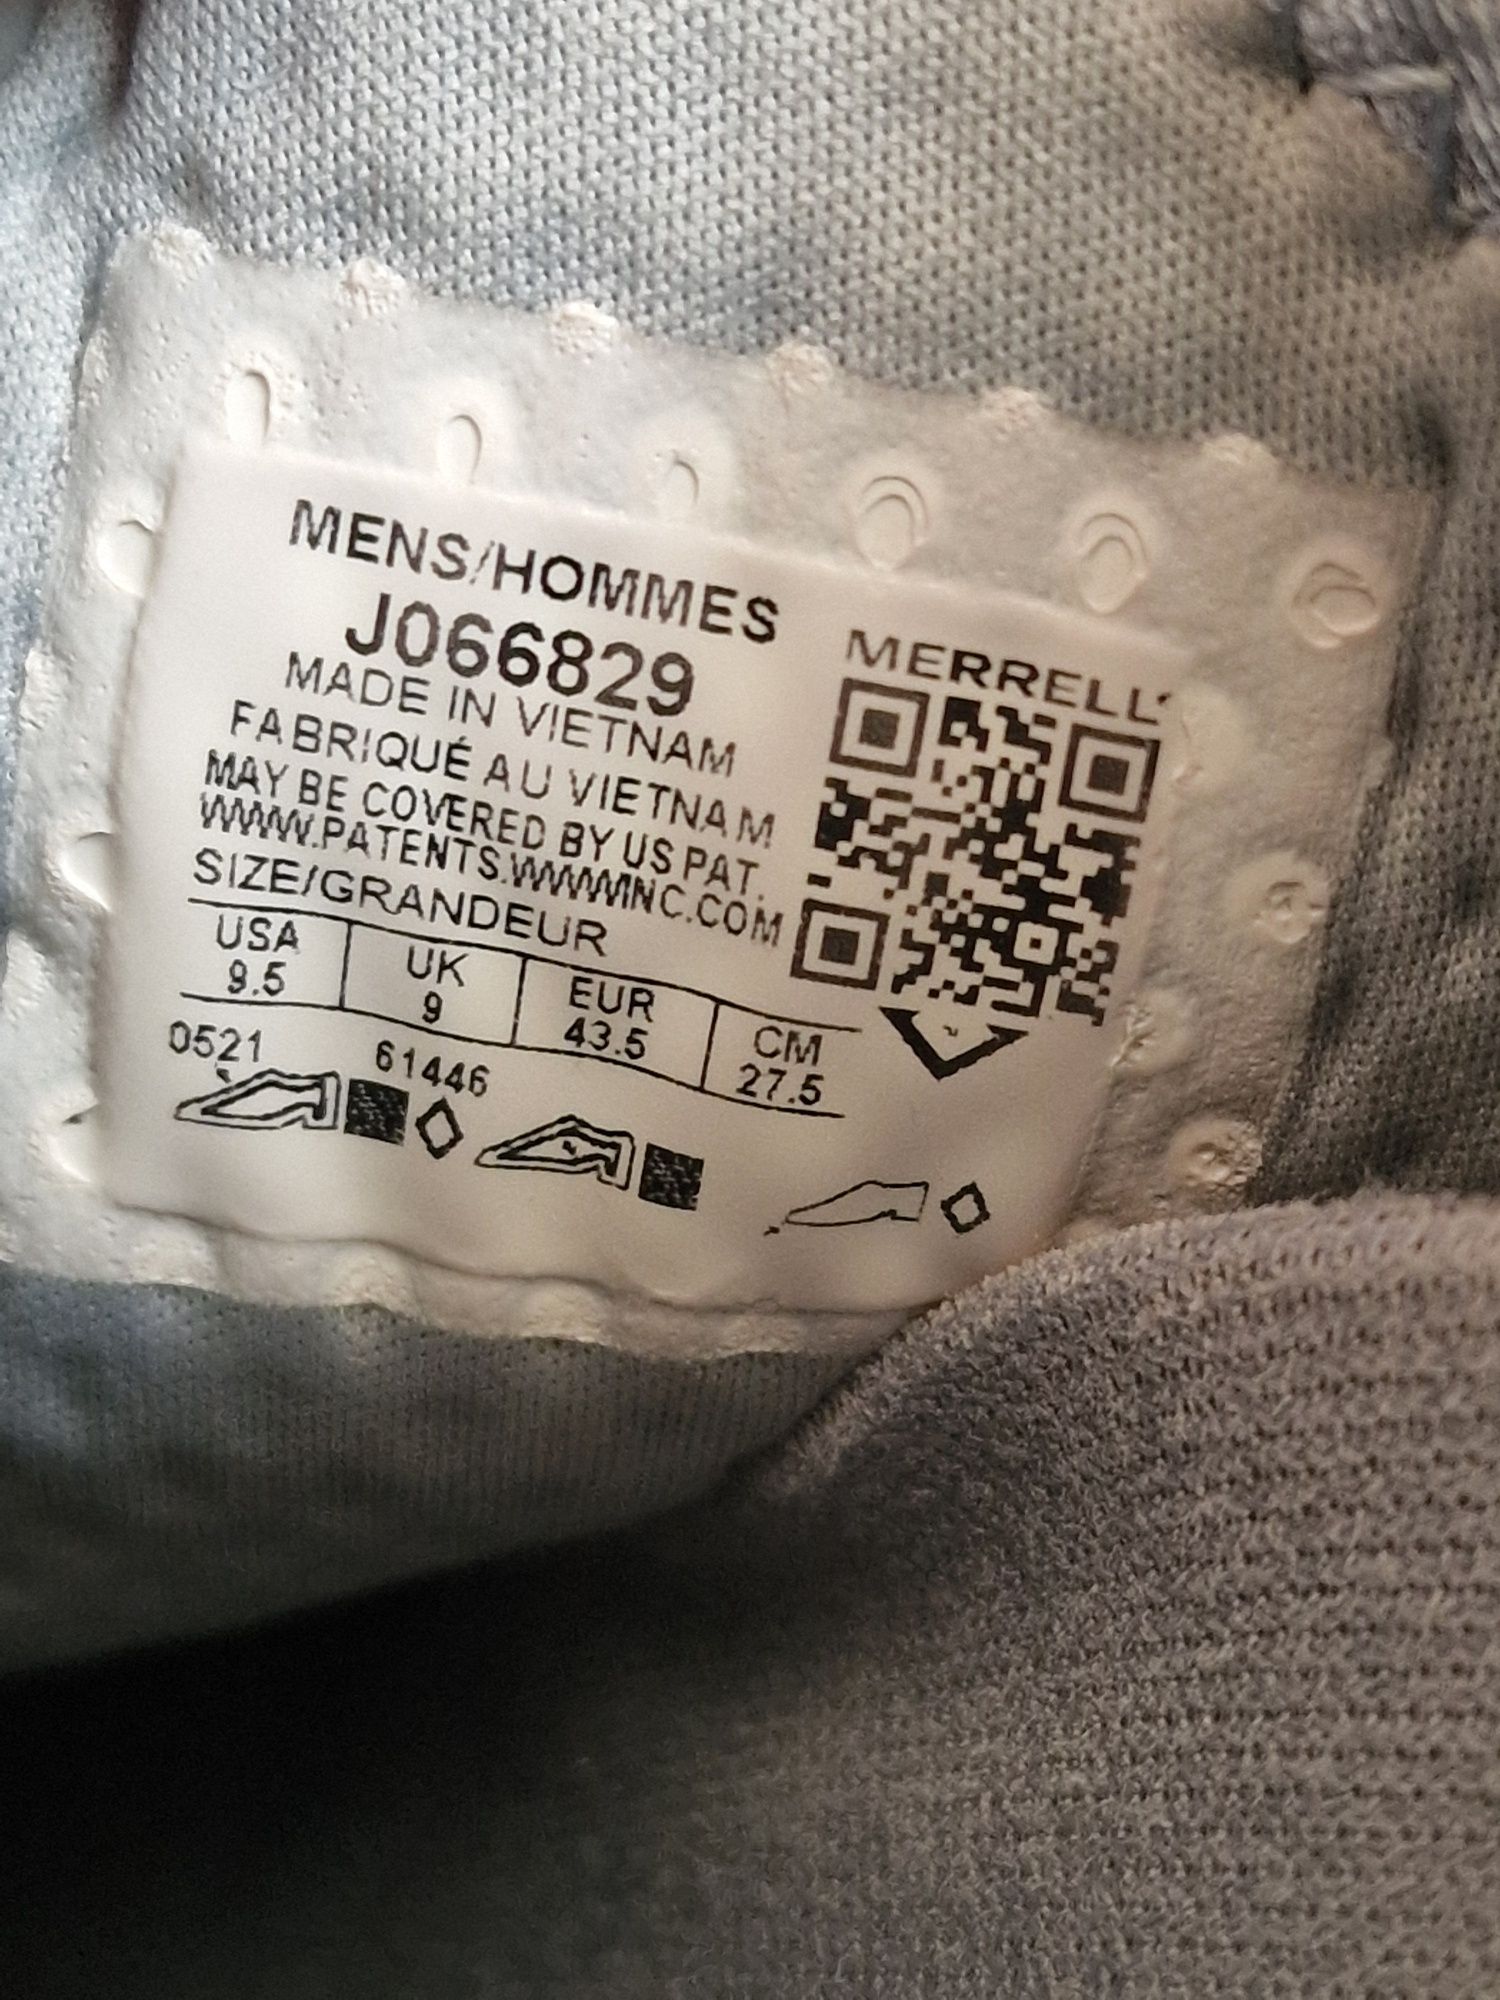 MENS/HOMMES
J066829
MADE IN VIETNAM
FABRIQUÉ AU VIETNAM
MAY BE COVERED BY US PAT.
WWW.PATENTS.WWWINC.COM
SIZE/GRANDEUR
USA UK EUR CM
9.5 9 43.5 27.5
0521 61446
MERRELL